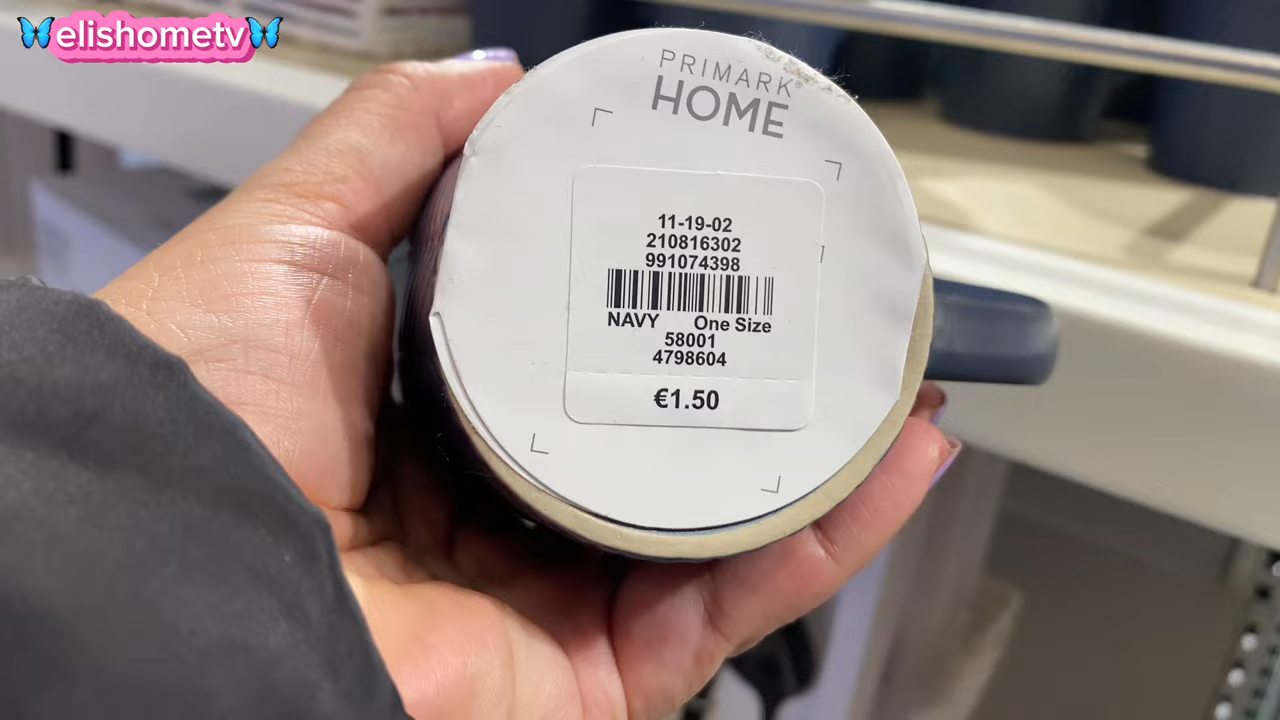 🦋elishometv🦋
PRIMARK®
HOME
11-19-02
210816302
991074398
NAVY One Size
58001
4798604
€1.50